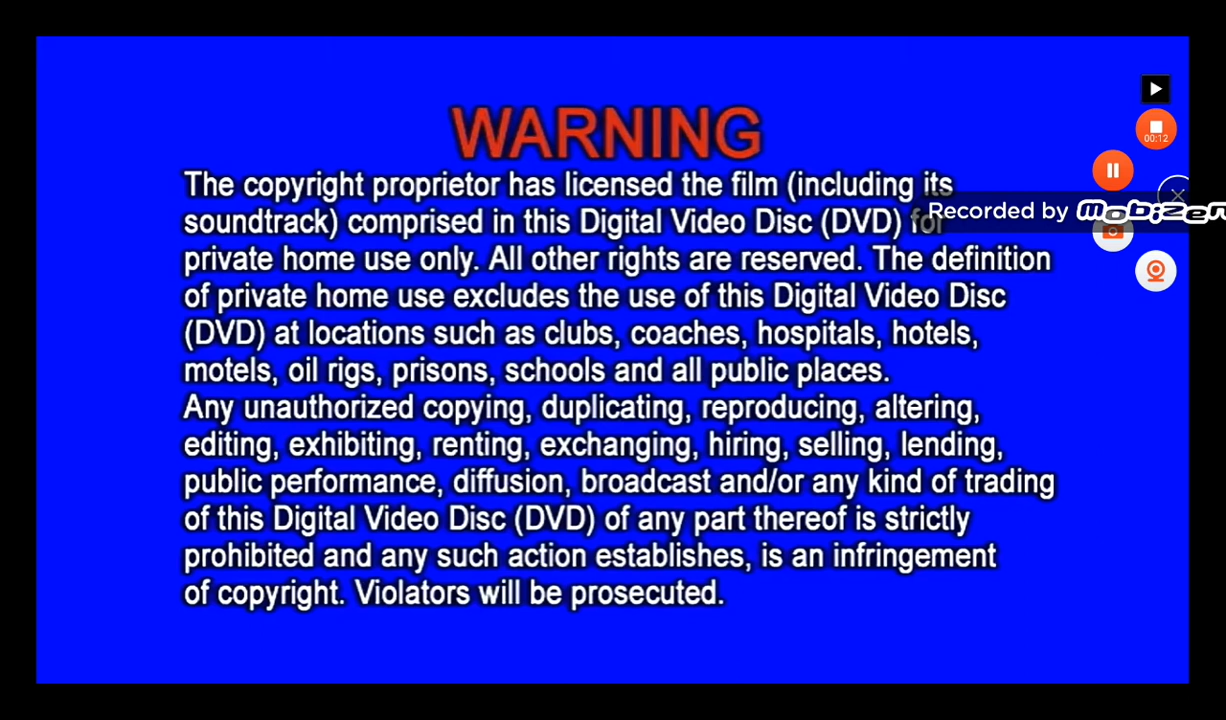 WARNING
The copyright proprietor has licensed the film (including its
soundtrack) comprised in this Digital Video Disc (DVD) for
private home use only. All other rights are reserved. The definition
of private home use excludes the use of this Digital Video Disc
(DVD) at locations such as clubs, coaches, hospitals, hotels,
motels, oil rigs, prisons, schools and all public places.
Any unauthorized copying, duplicating, reproducing, altering,
editing, exhibiting, renting, exchanging, hiring, selling, lending,
public performance, diffusion, broadcast and/or any kind of trading
of this Digital Video Disc (DVD) of any part thereof is strictly
prohibited and any such action establishes, is an infringement
of copyright. Violators will be prosecuted.
00:12
Recorded by mobizen